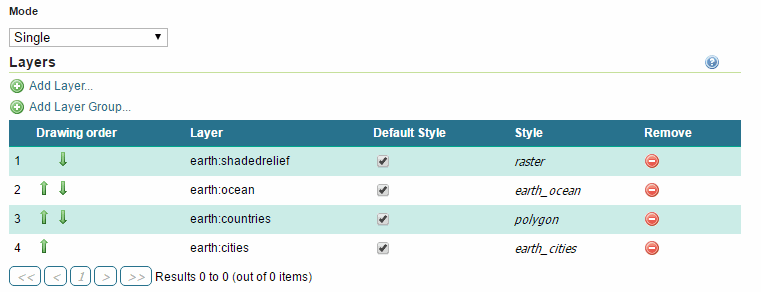 Mode
Single
Layers
Add Layer...
Add Layer Group...
Drawing order Layer Default Style Style Remove
1 earth:shadedrelief raster
2 earth:ocean earth_ocean
3 earth:countries polygon
4 earth:cities earth_cities
<< < 1 > >> Results 0 to 0 (out of 0 items)